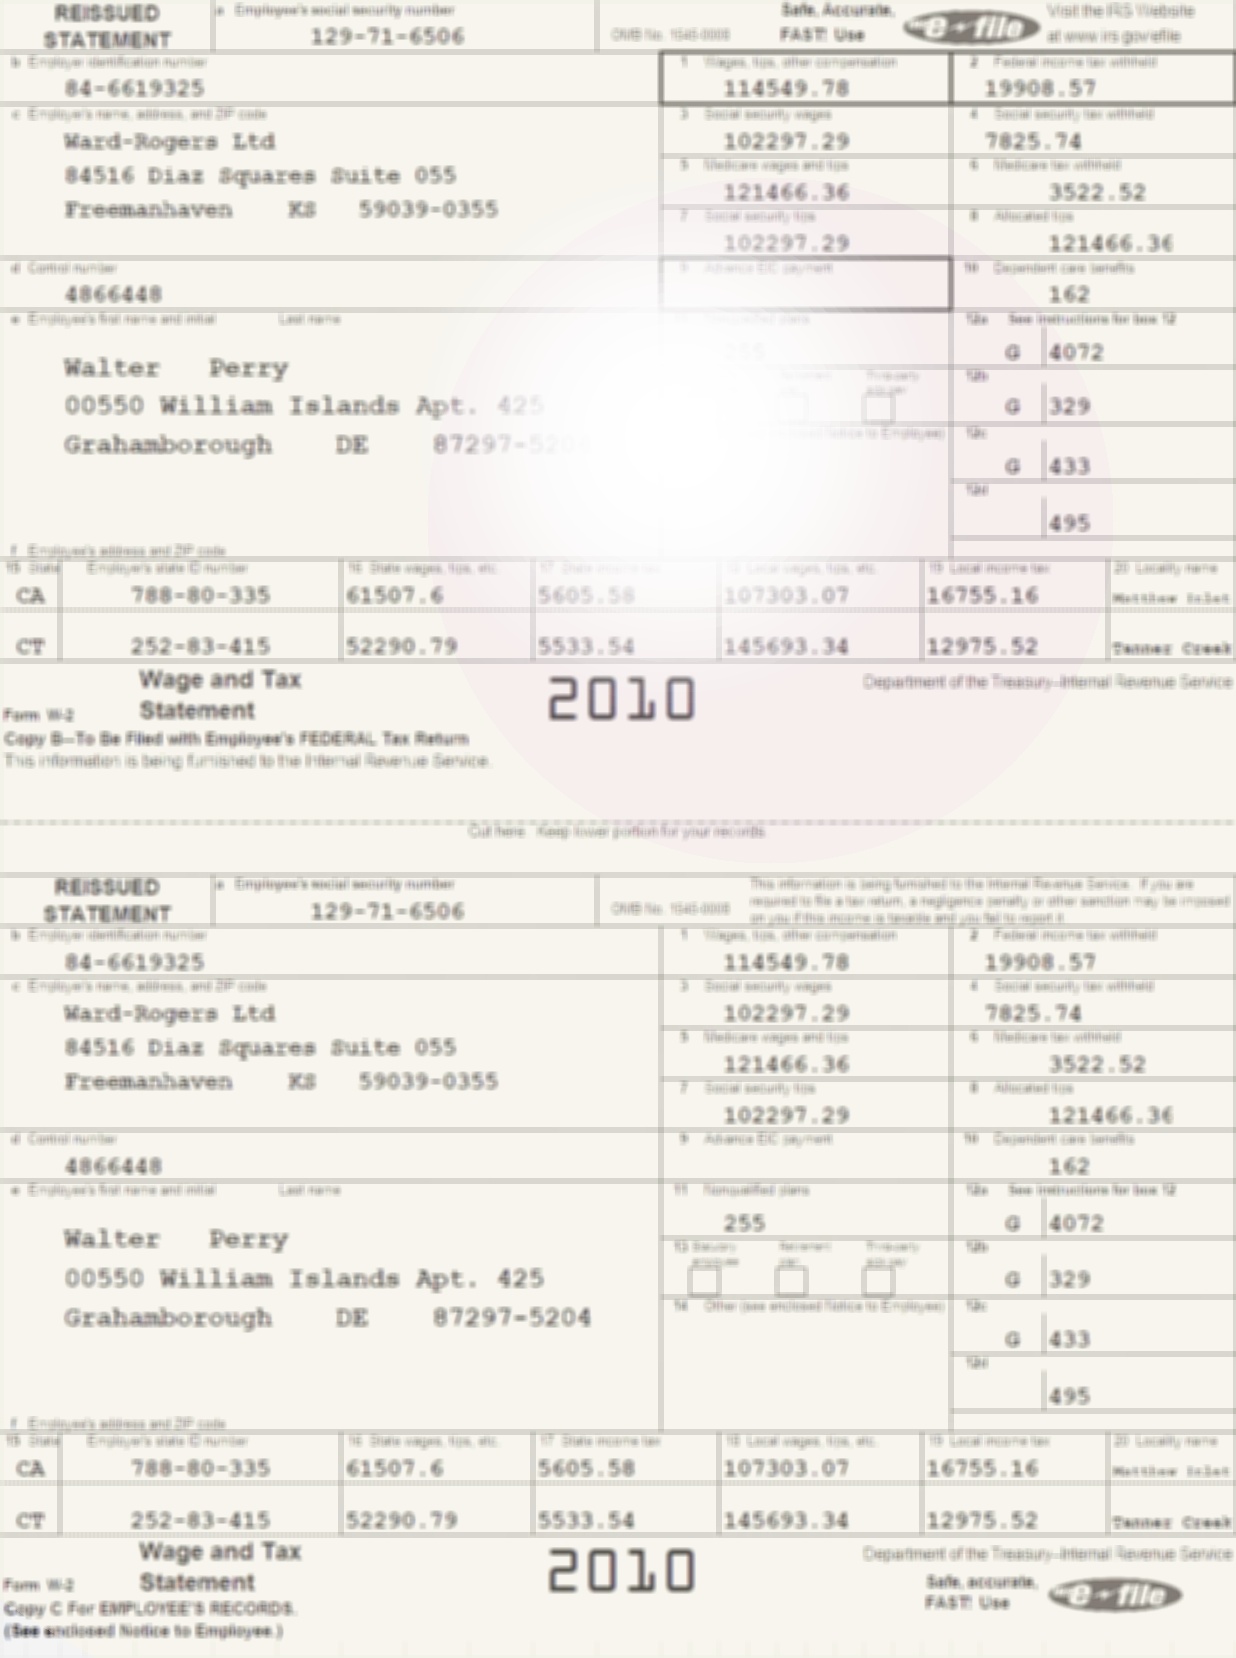 REISSUED STATEMENT
a Employee's social security number
129-71-6506
OMB No. 1545-0008
Safe, Accurate, FAST! Use
e-file
Visit the IRS Website at www.irs.gov/efile
b Employer identification number
84-6619325
1 Wages, tips, other compensation
114549.78
2 Federal income tax withheld
19908.57
c Employer's name, address, and ZIP code
Ward-Rogers Ltd
84516 Diaz Squares Suite 055
Freemanhaven KS 59039-0355
3 Social security wages
102297.29
4 Social security tax withheld
7825.74
5 Medicare wages and tips
121466.36
6 Medicare tax withheld
3522.52
7 Social security tips
102297.29
8 Allocated tips
121466.36
d Control number
4866448
9 Advance EIC payment
10 Dependent care benefits
162
e Employee's first name and initial Last name
Walter Perry
00550 William Islands Apt. 425
Grahamborough DE 87297-5204
255
12a See instructions for box 12
G 4072
Third-party sick pay
12b
G 329
notice to Employee)
12c
G 433
12d
495
f Employee's address and ZIP code
15 State Employer's state ID number 16 State wages, tips, etc. 17 State income tax 18 Local wages, tips, etc. 19 Local income tax 20 Locality name
CA 788-80-335 61507.6 5605.58 107303.07 16755.16 Matthew Inlet
CT 252-83-415 52290.79 5533.54 145693.34 12975.52 Tanner Creek
Form W-2 Wage and Tax Statement
2010
Department of the Treasury–Internal Revenue Service
Copy B–To Be Filed with Employee's FEDERAL Tax Return
This information is being furnished to the Internal Revenue Service.
Cut here Keep lower portion for your records
REISSUED STATEMENT
a Employee's social security number
129-71-6506
OMB No. 1545-0008
This information is being furnished to the Internal Revenue Service. If you are
required to file a tax return, a negligence penalty or other sanction may be imposed
on you if this income is taxable and you fail to report it.
b Employer identification number
84-6619325
1 Wages, tips, other compensation
114549.78
2 Federal income tax withheld
19908.57
c Employer's name, address, and ZIP code
Ward-Rogers Ltd
84516 Diaz Squares Suite 055
Freemanhaven KS 59039-0355
3 Social security wages
102297.29
4 Social security tax withheld
7825.74
5 Medicare wages and tips
121466.36
6 Medicare tax withheld
3522.52
7 Social security tips
102297.29
8 Allocated tips
121466.36
d Control number
4866448
9 Advance EIC payment
10 Dependent care benefits
162
e Employee's first name and initial Last name
Walter Perry
00550 William Islands Apt. 425
Grahamborough DE 87297-5204
11 Nonqualified plans
255
12a See instructions for box 12
G 4072
13 Statutory employee Retirement plan Third-party sick pay
12b
G 329
14 Other (see enclosed Notice to Employee)
12c
G 433
12d
495
f Employee's address and ZIP code
15 State Employer's state ID number 16 State wages, tips, etc. 17 State income tax 18 Local wages, tips, etc. 19 Local income tax 20 Locality name
CA 788-80-335 61507.6 5605.58 107303.07 16755.16 Matthew Inlet
CT 252-83-415 52290.79 5533.54 145693.34 12975.52 Tanner Creek
Form W-2 Wage and Tax Statement
2010
Department of the Treasury–Internal Revenue Service
Copy C For EMPLOYEE'S RECORDS.
(See enclosed Notice to Employee.)
Safe, accurate, FAST! Use
e-file